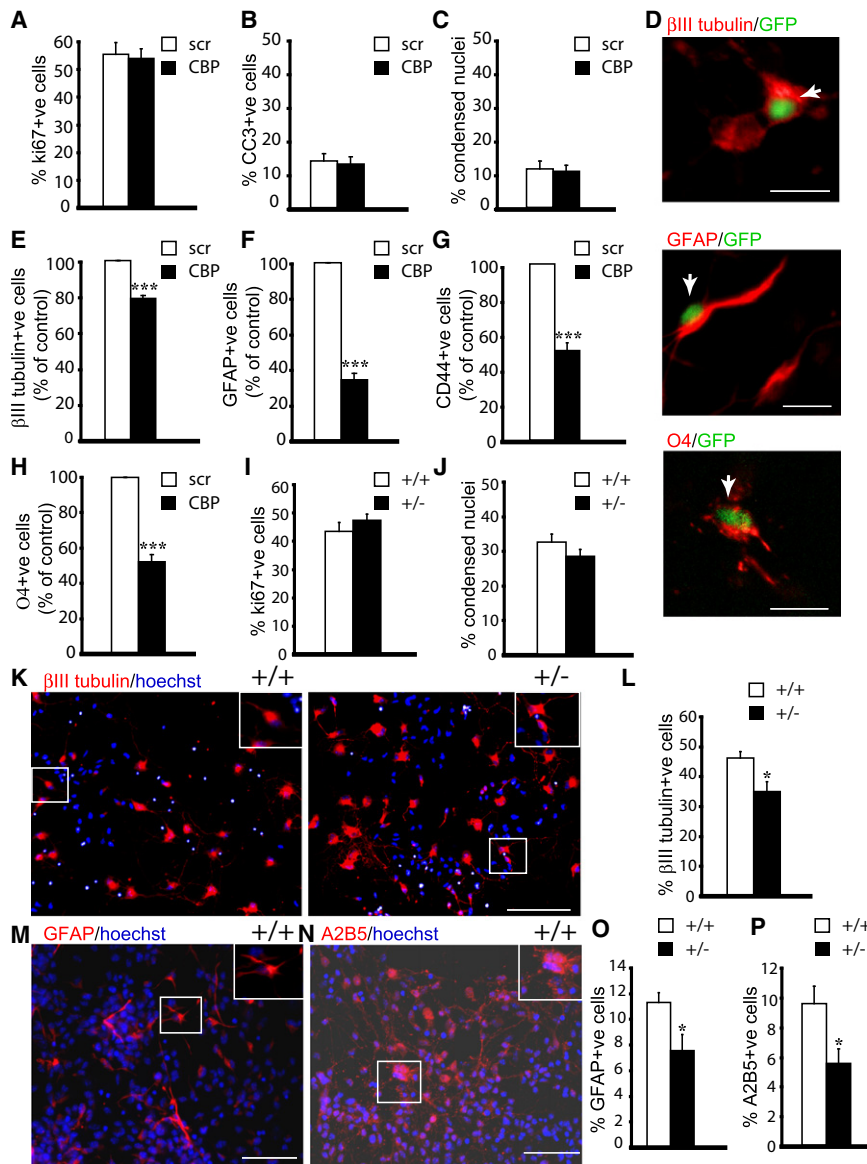 A
% ki67+ve cells
60
50
40
30
20
10
0
scr
CBP
B
% CC3+ve cells
50
40
30
20
10
0
scr
CBP
C
% condensed nuclei
50
40
30
20
10
0
scr
CBP
D
βIII tubulin/GFP
GFAP/GFP
O4/GFP
E
βIII tubulin+ve cells
(% of control)
100
80
60
40
20
0
scr
CBP
***
F
GFAP+ve cells
(% of control)
100
80
60
40
20
0
scr
CBP
***
G
CD44+ve cells
(% of control)
100
80
60
40
20
0
scr
CBP
***
H
O4+ve cells
(% of control)
100
80
60
40
20
0
scr
CBP
***
I
% ki67+ve cells
60
50
40
30
20
10
0
+/+
+/-
J
% condensed nuclei
50
40
30
20
10
0
+/+
+/-
K
βIII tubulin/hoechst
+/+
+/-
L
% βIII tubulin+ve cells
60
50
40
30
20
10
0
+/+
+/-
*
M
GFAP/hoechst
+/+
N
A2B5/hoechst
+/+
O
% GFAP+ve cells
14
12
10
8
6
4
2
0
+/+
+/-
*
P
% A2B5+ve cells
12
10
8
6
4
2
0
+/+
+/-
*